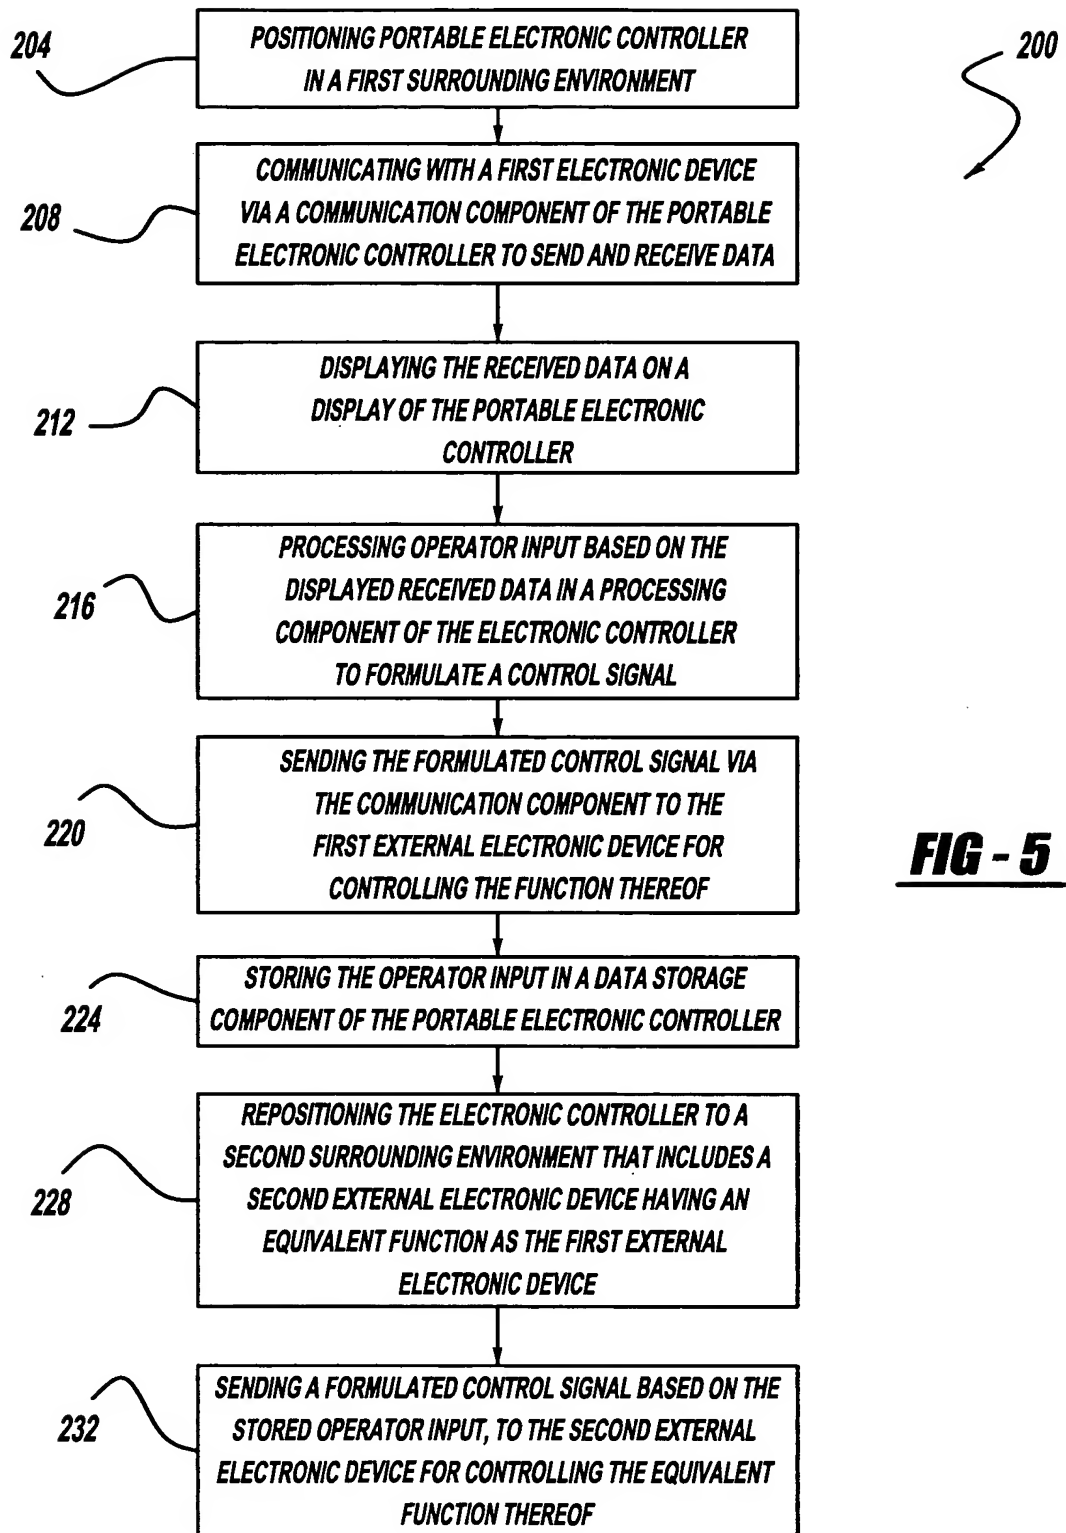 204
POSITIONING PORTABLE ELECTRONIC CONTROLLER
IN A FIRST SURROUNDING ENVIRONMENT
200
208
COMMUNICATING WITH A FIRST ELECTRONIC DEVICE
VIA A COMMUNICATION COMPONENT OF THE PORTABLE
ELECTRONIC CONTROLLER TO SEND AND RECEIVE DATA
212
DISPLAYING THE RECEIVED DATA ON A
DISPLAY OF THE PORTABLE ELECTRONIC
CONTROLLER
216
PROCESSING OPERATOR INPUT BASED ON THE
DISPLAYED RECEIVED DATA IN A PROCESSING
COMPONENT OF THE ELECTRONIC CONTROLLER
TO FORMULATE A CONTROL SIGNAL
220
SENDING THE FORMULATED CONTROL SIGNAL VIA
THE COMMUNICATION COMPONENT TO THE
FIRST EXTERNAL ELECTRONIC DEVICE FOR
CONTROLLING THE FUNCTION THEREOF
FIG - 5
224
STORING THE OPERATOR INPUT IN A DATA STORAGE
COMPONENT OF THE PORTABLE ELECTRONIC CONTROLLER
228
REPOSITIONING THE ELECTRONIC CONTROLLER TO A
SECOND SURROUNDING ENVIRONMENT THAT INCLUDES A
SECOND EXTERNAL ELECTRONIC DEVICE HAVING AN
EQUIVALENT FUNCTION AS THE FIRST EXTERNAL
ELECTRONIC DEVICE
232
SENDING A FORMULATED CONTROL SIGNAL BASED ON THE
STORED OPERATOR INPUT, TO THE SECOND EXTERNAL
ELECTRONIC DEVICE FOR CONTROLLING THE EQUIVALENT
FUNCTION THEREOF